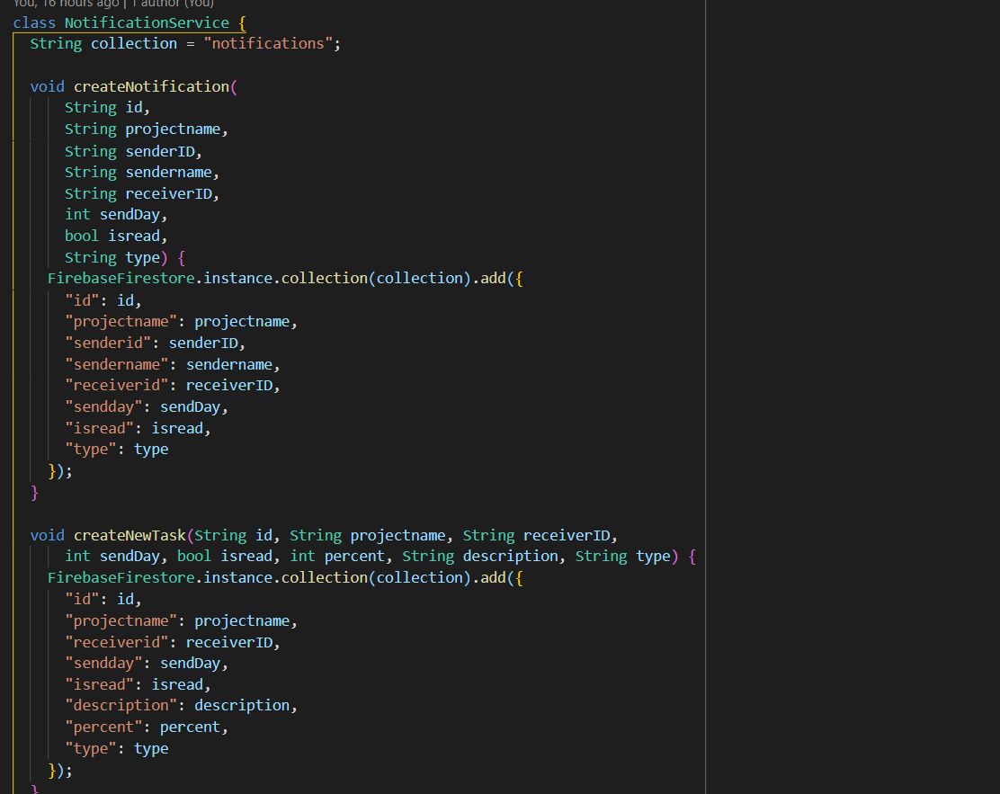 You, 16 hours ago | 1 author (You)
class NotificationService {
  String collection = "notifications";

  void createNotification(
      String id,
      String projectname,
      String senderID,
      String sendername,
      String receiverID,
      int sendDay,
      bool isread,
      String type) {
    FirebaseFirestore.instance.collection(collection).add({
      "id": id,
      "projectname": projectname,
      "senderid": senderID,
      "sendername": sendername,
      "receiverid": receiverID,
      "sendday": sendDay,
      "isread": isread,
      "type": type
    });
  }

  void createNewTask(String id, String projectname, String receiverID,
      int sendDay, bool isread, int percent, String description, String type) {
    FirebaseFirestore.instance.collection(collection).add({
      "id": id,
      "projectname": projectname,
      "receiverid": receiverID,
      "sendday": sendDay,
      "isread": isread,
      "description": description,
      "percent": percent,
      "type": type
    });
  }